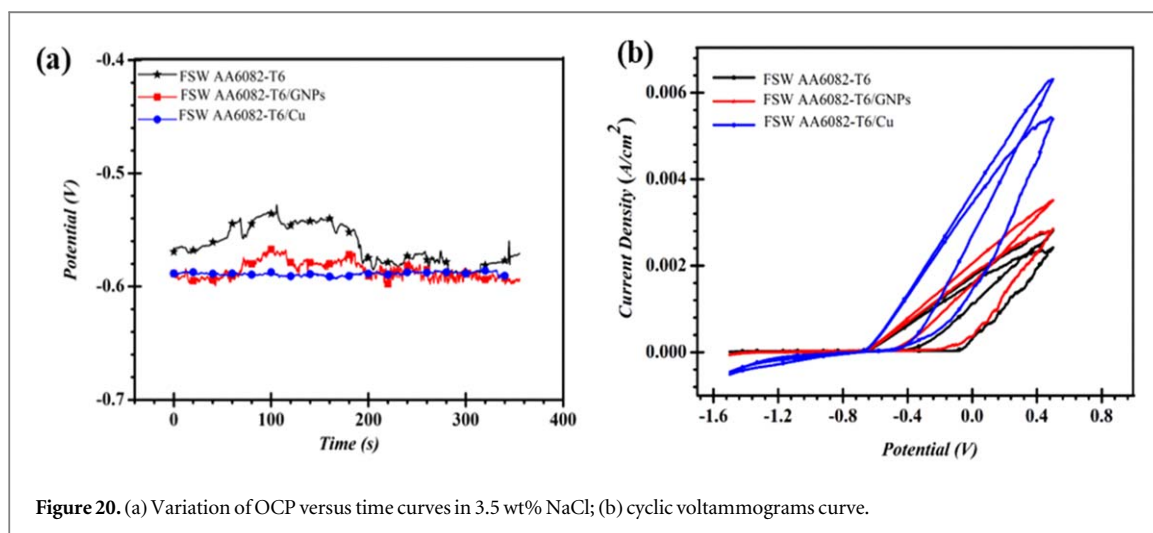 (a)
-0.4
-0.5
-0.6
-0.7
Potential (V)
FSW AA6082-T6
FSW AA6082-T6/GNPs
FSW AA6082-T6/Cu
0 100 200 300 400
Time (s)
(b)
0.006
0.004
0.002
0.000
Current Density (A/cm²)
FSW AA6082-T6
FSW AA6082-T6/GNPs
FSW AA6082-T6/Cu
-1.6 -1.2 -0.8 -0.4 0.0 0.4 0.8
Potential (V)
Figure 20. (a) Variation of OCP versus time curves in 3.5 wt% NaCl; (b) cyclic voltammograms curve.